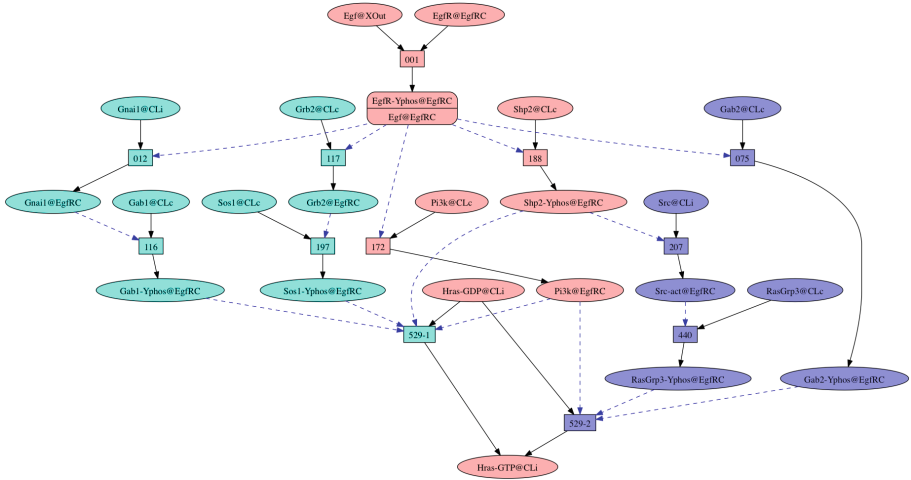 Egf@XOut
EgfR@EgfRC
001
EgfR-Yphos@EgfRC
Egf@EgfRC
Gnai1@CLi
Grb2@CLc
Shp2@CLc
Gab2@CLc
012
117
188
075
Gnai1@EgfRC
Gab1@CLc
Sos1@CLc
Grb2@EgfRC
Pi3k@CLc
Shp2-Yphos@EgfRC
Src@CLi
116
197
172
207
Gab1-Yphos@EgfRC
Sos1-Yphos@EgfRC
Hras-GDP@CLi
Pi3k@EgfRC
Src-act@EgfRC
RasGrp3@CLc
529-1
440
RasGrp3-Yphos@EgfRC
Gab2-Yphos@EgfRC
529-2
Hras-GTP@CLi